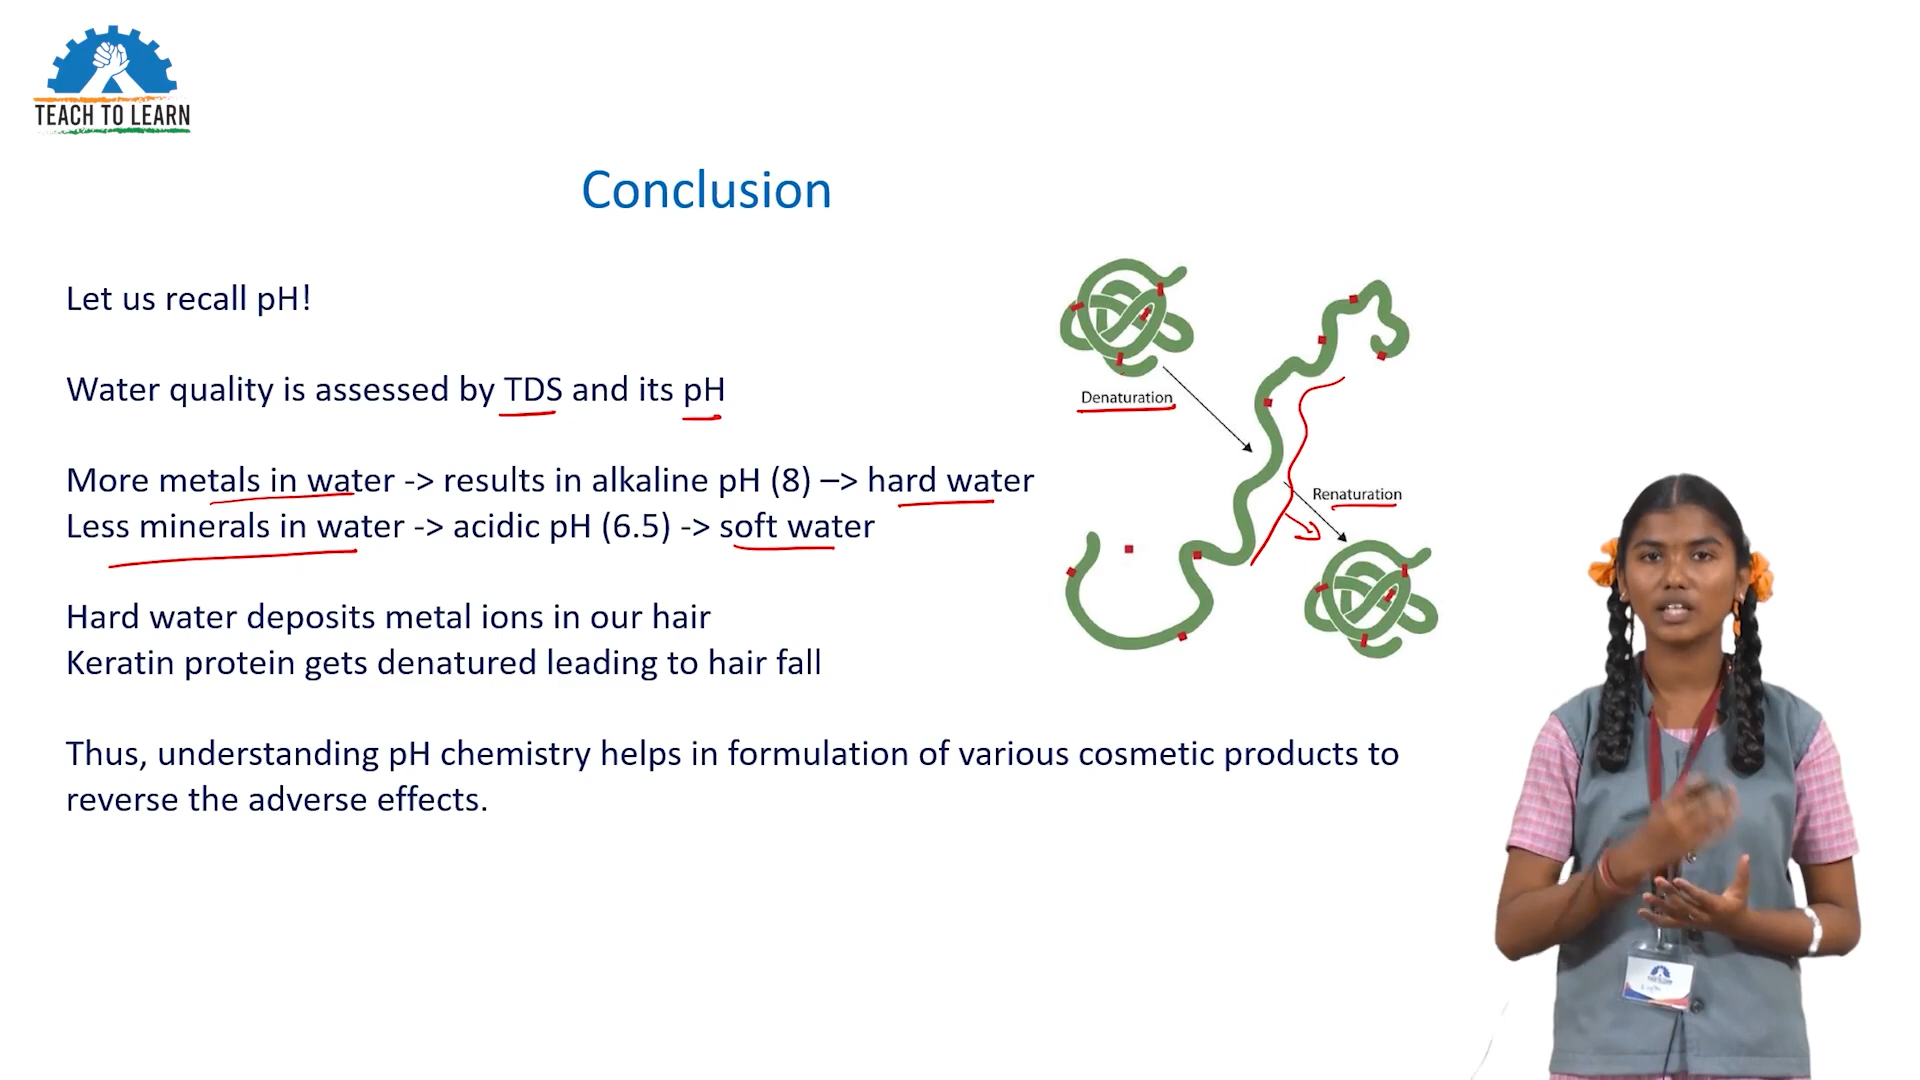 TEACH TO LEARN
Conclusion
Let us recall pH!
Water quality is assessed by TDS and its pH
More metals in water -> results in alkaline pH (8) –> hard water
Less minerals in water -> acidic pH (6.5) -> soft water
Hard water deposits metal ions in our hair
Keratin protein gets denatured leading to hair fall
Thus, understanding pH chemistry helps in formulation of various cosmetic products to
reverse the adverse effects.
Denaturation
Renaturation